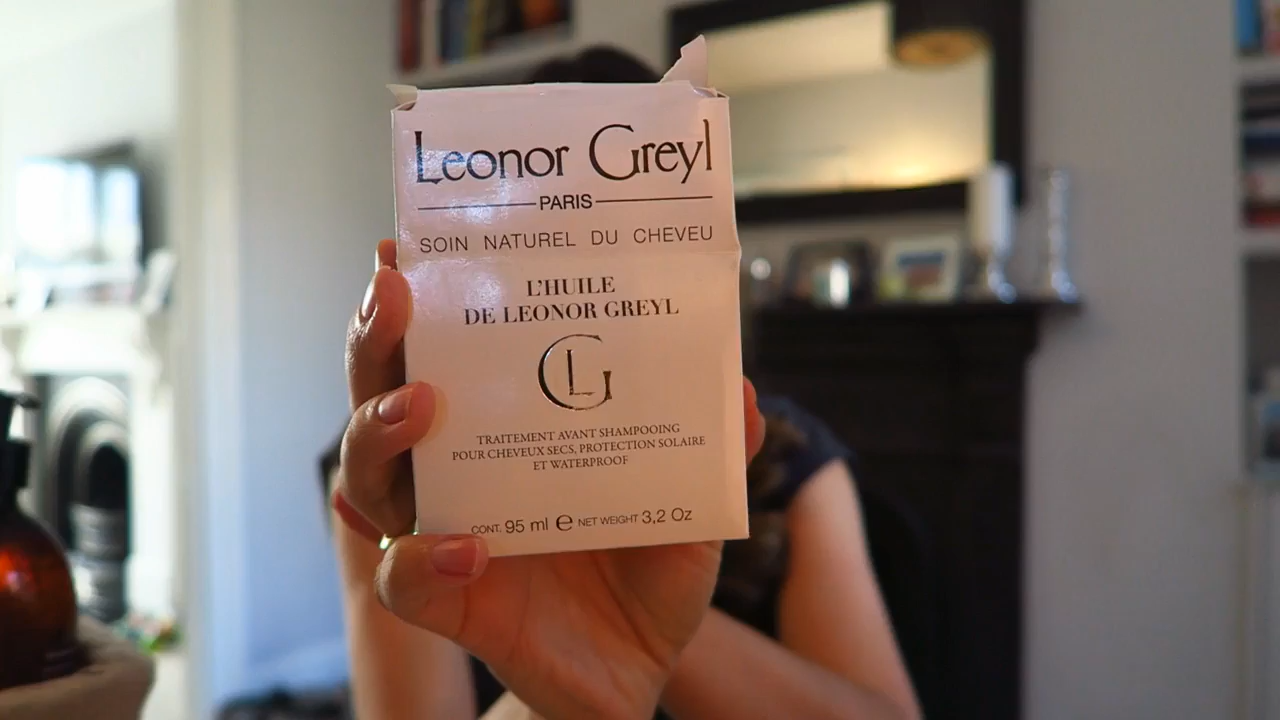 Leonor Greyl
PARIS
SOIN NATUREL DU CHEVEU
L'HUILE
DE LEONOR GREYL
LG
TRAITEMENT AVANT SHAMPOOING
POUR CHEVEUX SECS, PROTECTION SOLAIRE
ET WATERPROOF
CONT. 95 ml e NET WEIGHT 3,2 Oz